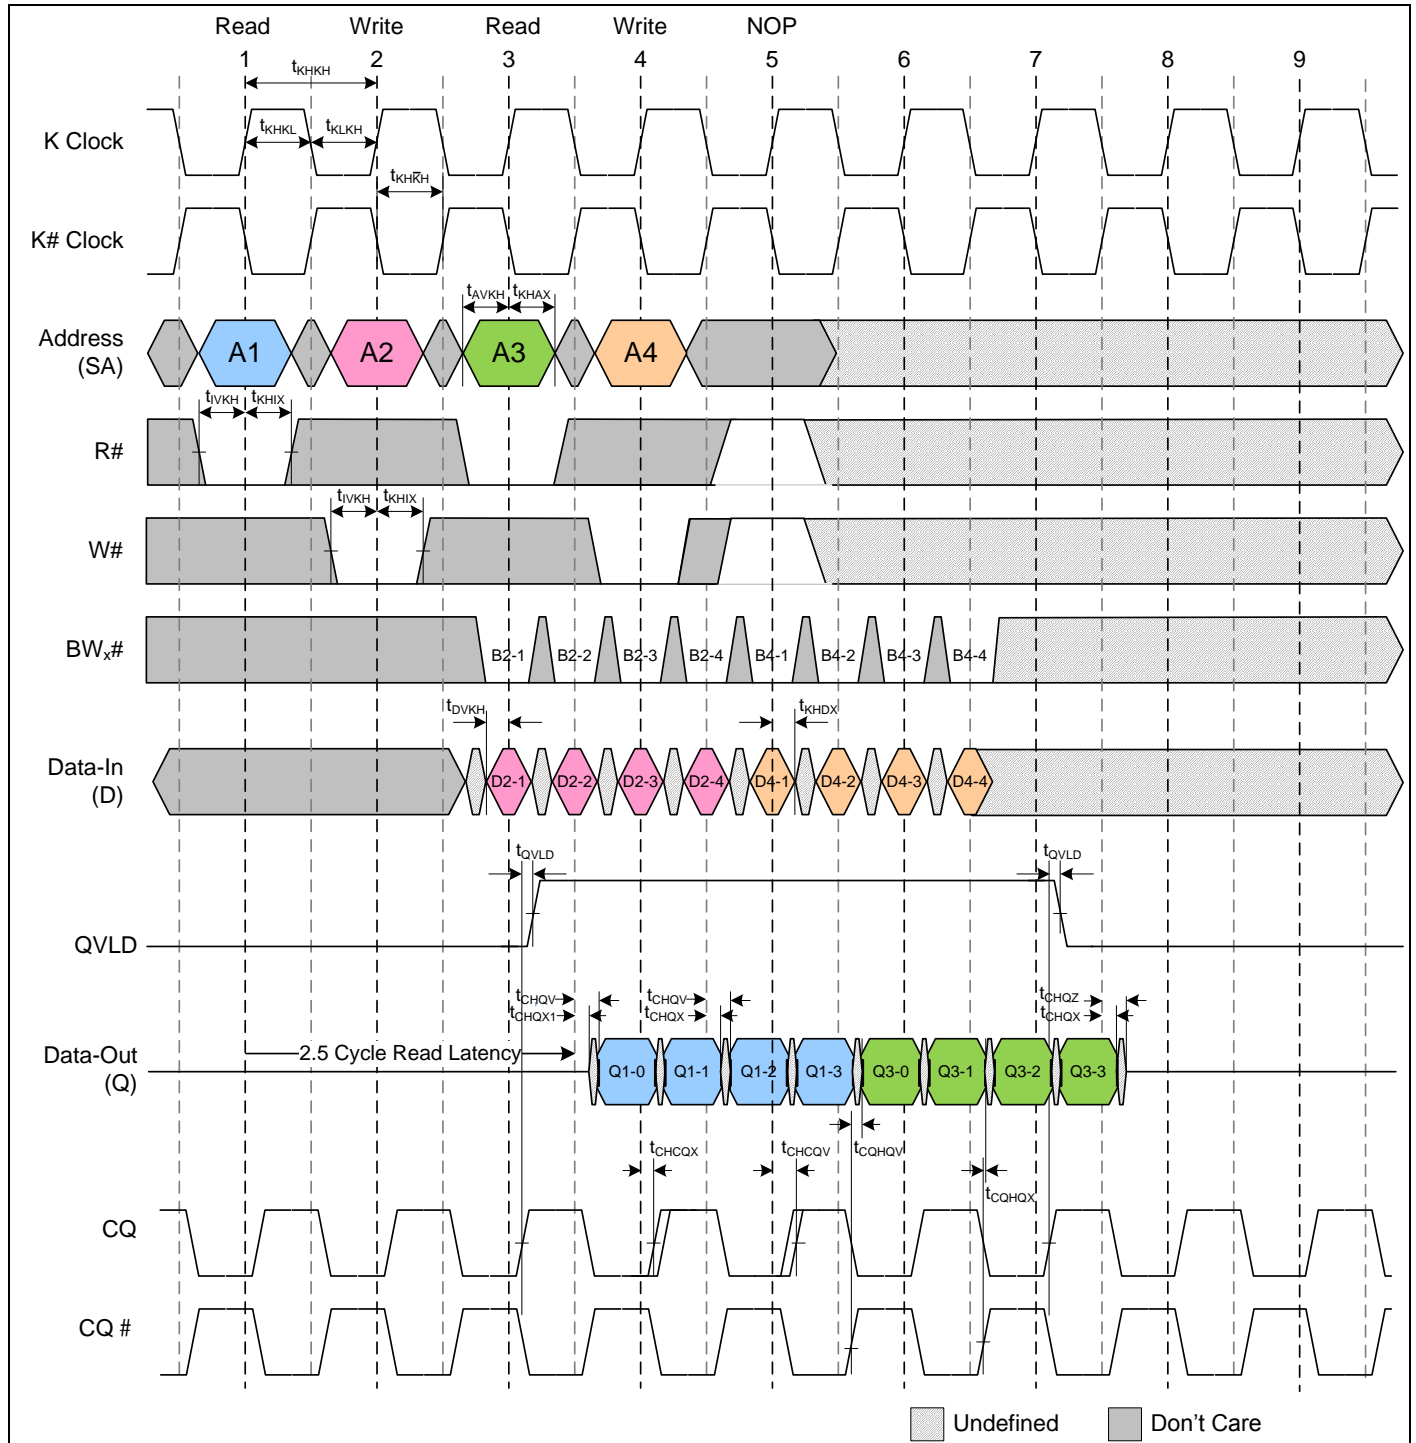 Read Write Read Write NOP
1 2 3 4 5 6 7 8 9
tKHKH
K Clock
tKHKL tKLKH
tKHK̅H
K# Clock
tAVKH tKHAX
Address
(SA)
A1 A2 A3 A4
tIVKH tKHIX
R#
tIVKH tKHIX
W#
BWx#
B2-1 B2-2 B2-3 B2-4 B4-1 B4-2 B4-3 B4-4
tDVKH tKHDX
Data-In
(D)
D2-1 D2-2 D2-3 D2-4 D4-1 D4-2 D4-3 D4-4
tQVLD tQVLD
QVLD
tCHQV tCHQV tCHQZ
tCHQX1 tCHQX tCHQX
Data-Out
(Q)
2.5 Cycle Read Latency
Q1-0 Q1-1 Q1-2 Q1-3 Q3-0 Q3-1 Q3-2 Q3-3
tCHCQX tCHCQV tCQHQV
tCQHQX
CQ
CQ #
Undefined Don't Care